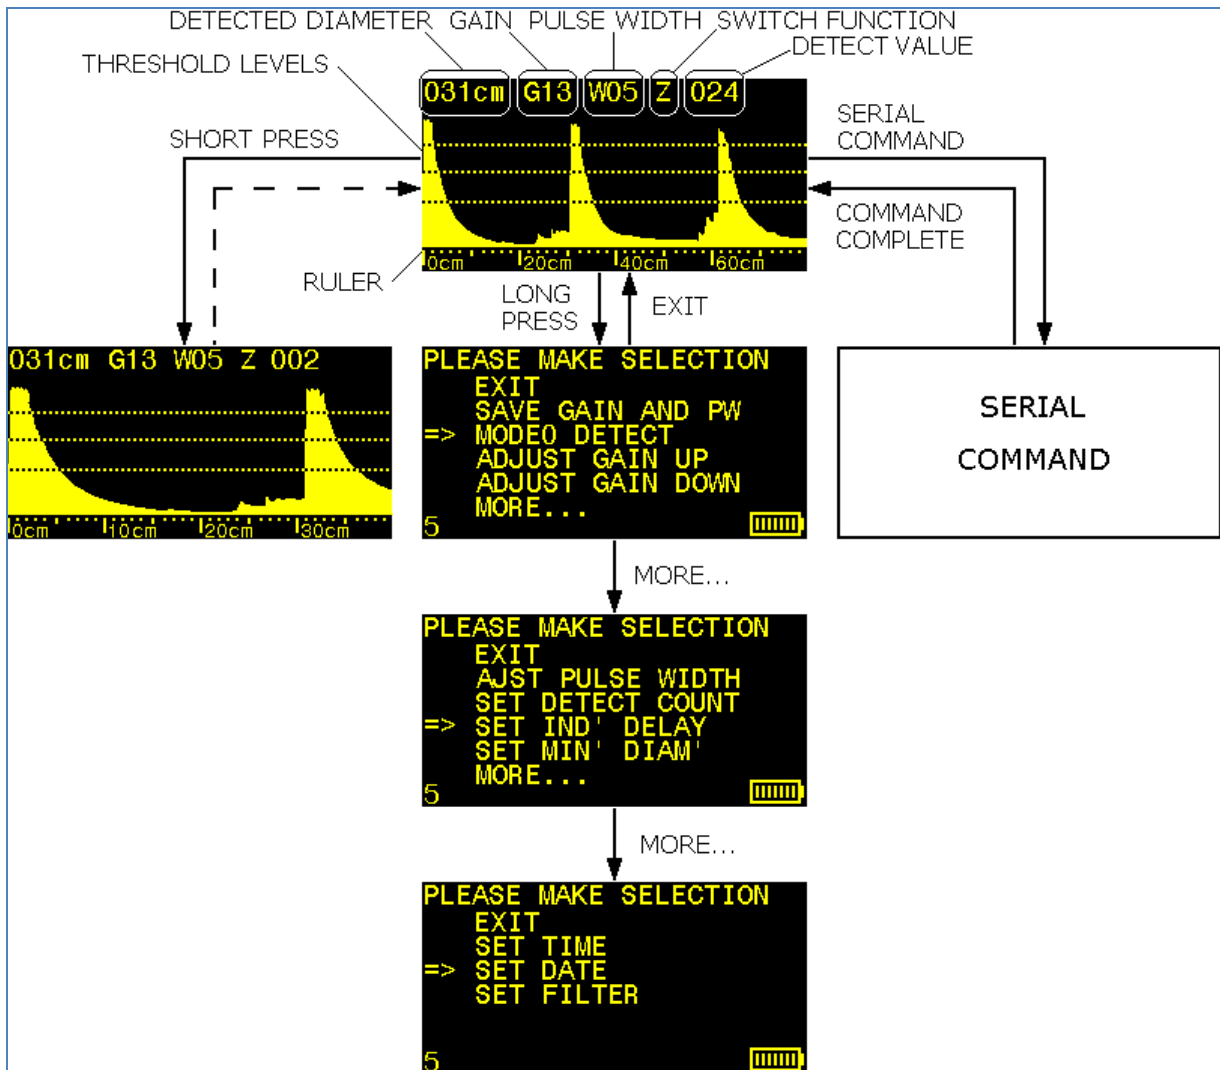 DETECTED DIAMETER GAIN PULSE WIDTH SWITCH FUNCTION
DETECT VALUE
THRESHOLD LEVELS
031cm G13 W05 Z 024
SHORT PRESS
SERIAL
COMMAND
COMMAND
COMPLETE
0cm 20cm 40cm 60cm
RULER
LONG
PRESS
EXIT
031cm G13 W05 Z 002
0cm 10cm 20cm 30cm
PLEASE MAKE SELECTION
EXIT
SAVE GAIN AND PW
=> MODE0 DETECT
ADJUST GAIN UP
ADJUST GAIN DOWN
MORE...
5
SERIAL
COMMAND
MORE...
PLEASE MAKE SELECTION
EXIT
AJST PULSE WIDTH
SET DETECT COUNT
=> SET IND' DELAY
SET MIN' DIAM'
MORE...
5
MORE...
PLEASE MAKE SELECTION
EXIT
SET TIME
=> SET DATE
SET FILTER
5